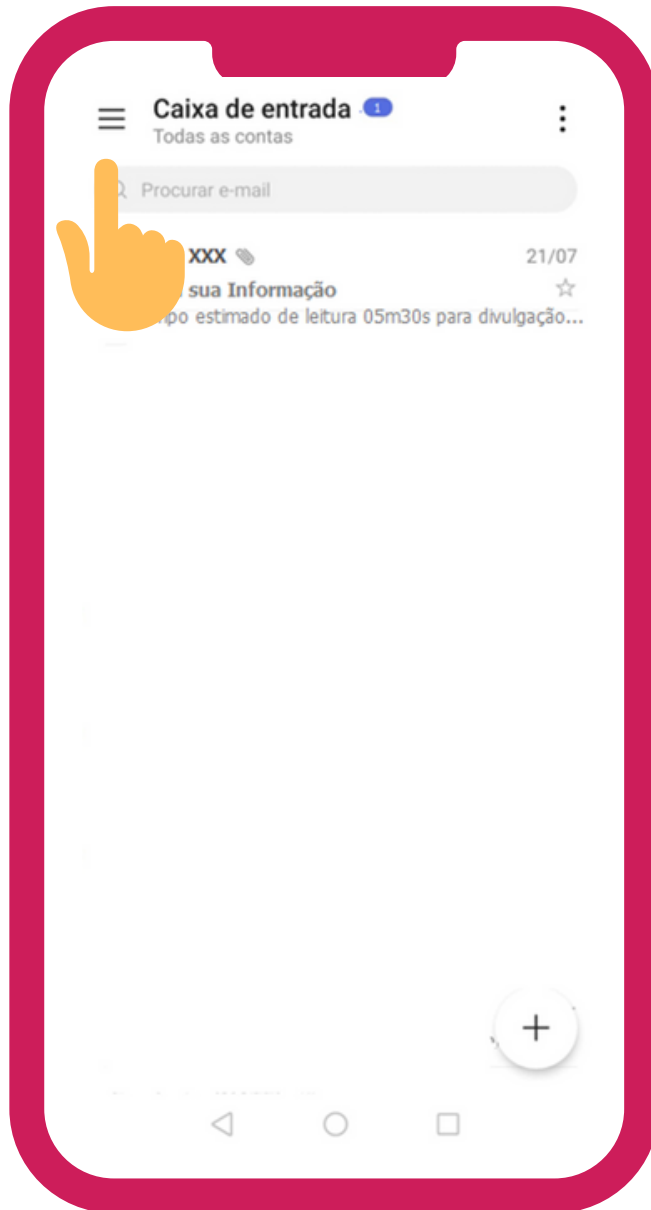 Caixa de entrada 1
Todas as contas
Procurar e-mail
XXX 21/07
sua Informação
estimado de leitura 05m30s para divulgação...